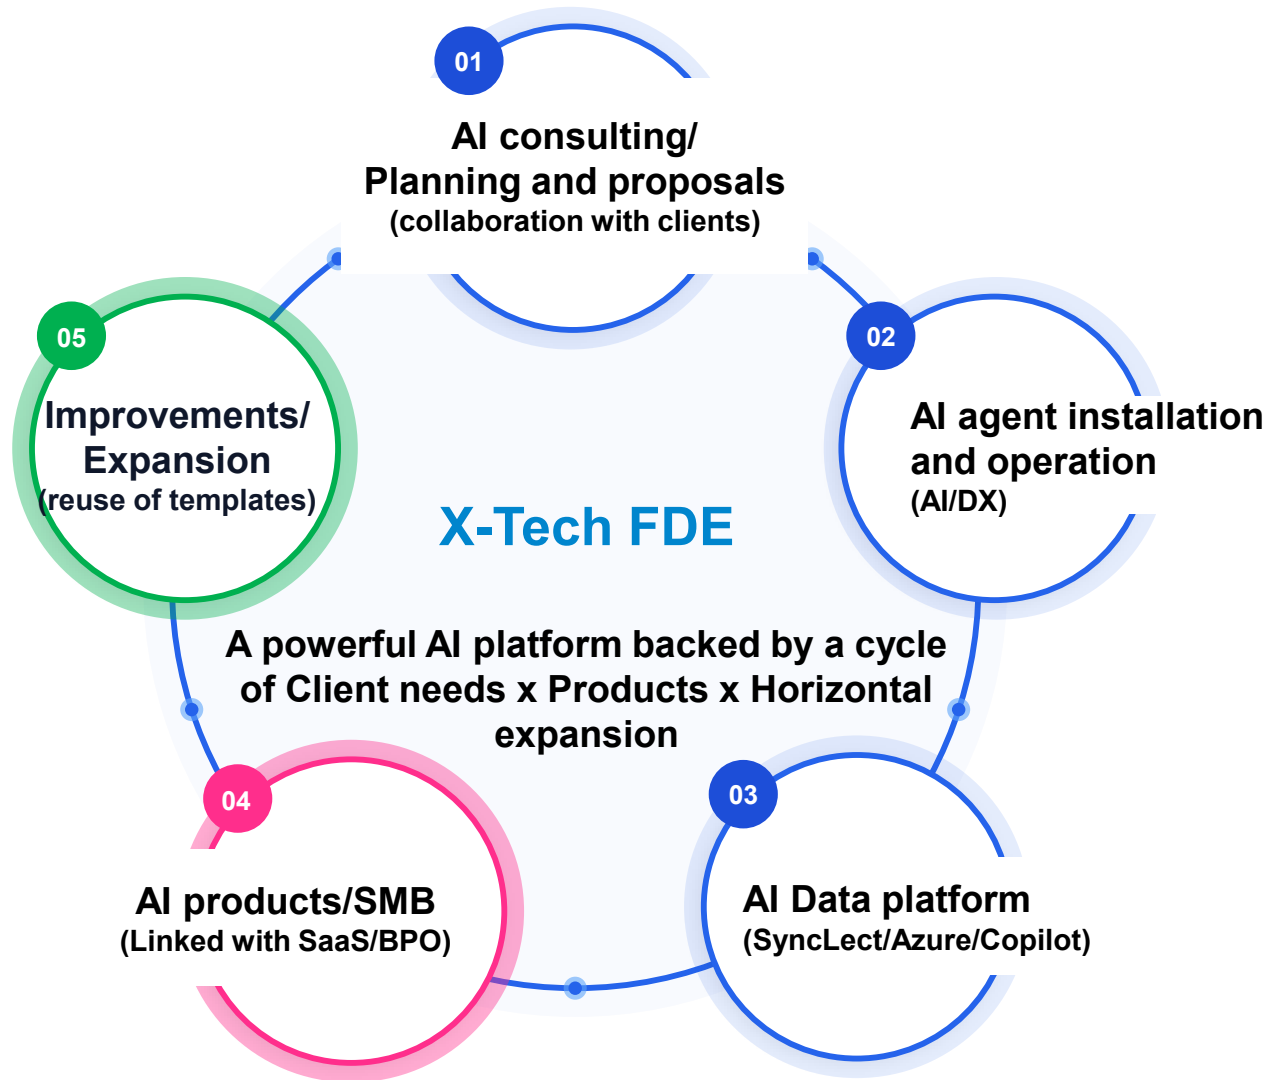 01
AI consulting/
Planning and proposals
(collaboration with clients)
02
AI agent installation
and operation
(AI/DX)
03
AI Data platform
(SyncLect/Azure/Copilot)
04
AI products/SMB
(Linked with SaaS/BPO)
05
Improvements/
Expansion
(reuse of templates)
X-Tech FDE
A powerful AI platform backed by a cycle
of Client needs x Products x Horizontal
expansion